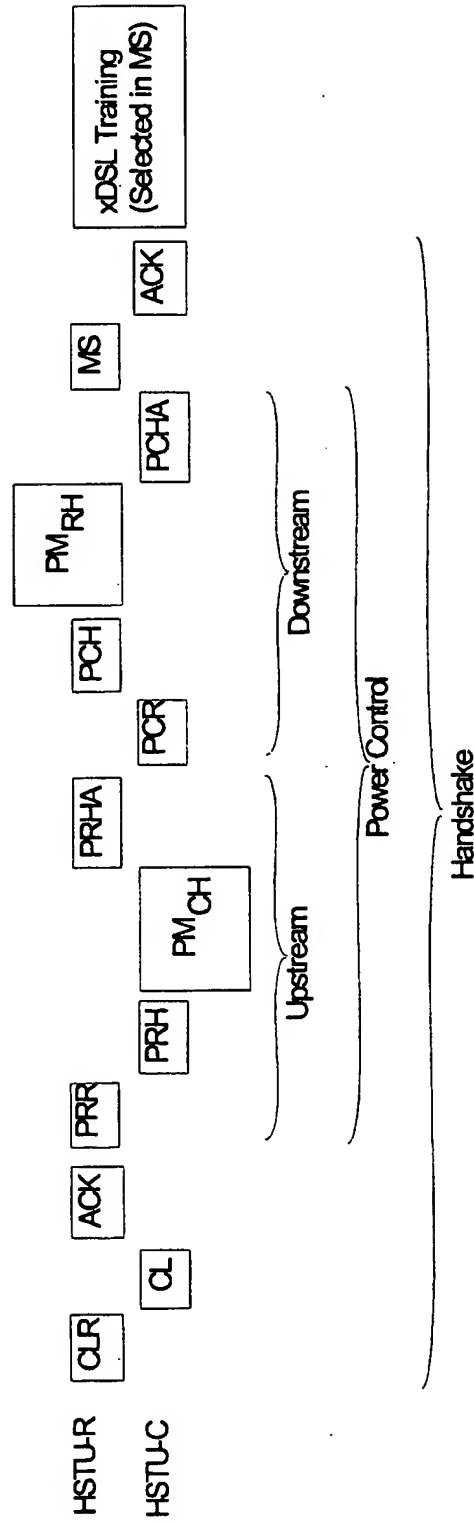 HSTU-R
CLR
ACK
PRR
PRHA
PCH
PM_RH
MS
xDSL Training
(Selected in MS)
HSTU-C
CL
PRH
PM_CH
PCR
PCHA
ACK
Upstream
Downstream
Power Control
Handshake